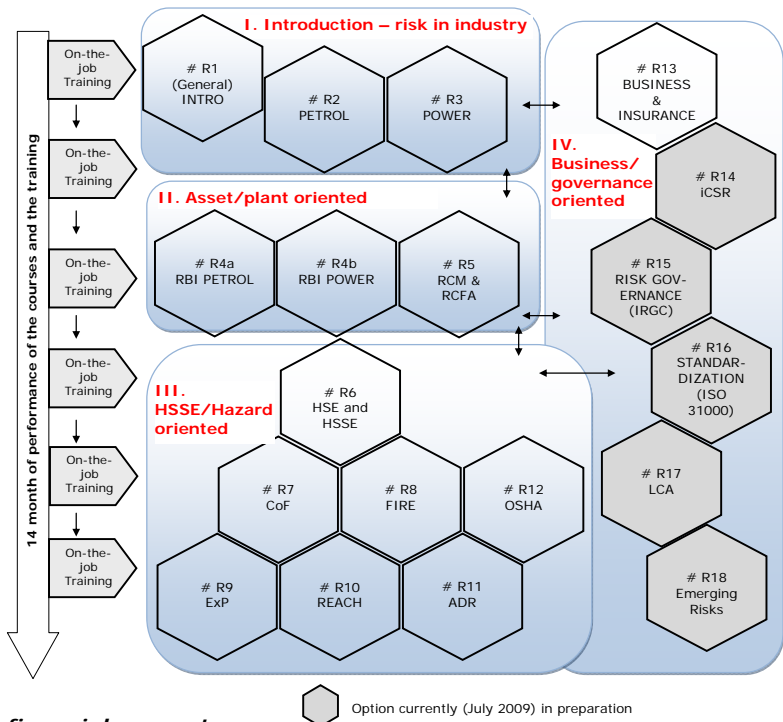 14 month of performance of the courses and the training
On-the-
job
Training
On-the-
job
Training
On-the-
job
Training
On-the-
job
Training
On-the-
job
Training
On-the-
job
Training
I. Introduction – risk in industry
# R1
(General)
INTRO
# R2
PETROL
# R3
POWER
II. Asset/plant oriented
# R4a
RBI PETROL
# R4b
RBI POWER
# R5
RCM &
RCFA
III.
HSSE/Hazard
oriented
# R6
HSE and
HSSE
# R7
CoF
# R8
FIRE
# R12
OSHA
# R9
ExP
# R10
REACH
# R11
ADR
IV.
Business/
governance
oriented
# R13
BUSINESS
&
INSURANCE
# R14
iCSR
# R15
RISK GOV-
ERNANCE
(IRGC)
# R16
STANDAR-
DIZATION
(ISO
31000)
# R17
LCA
# R18
Emerging
Risks
Option currently (July 2009) in preparation